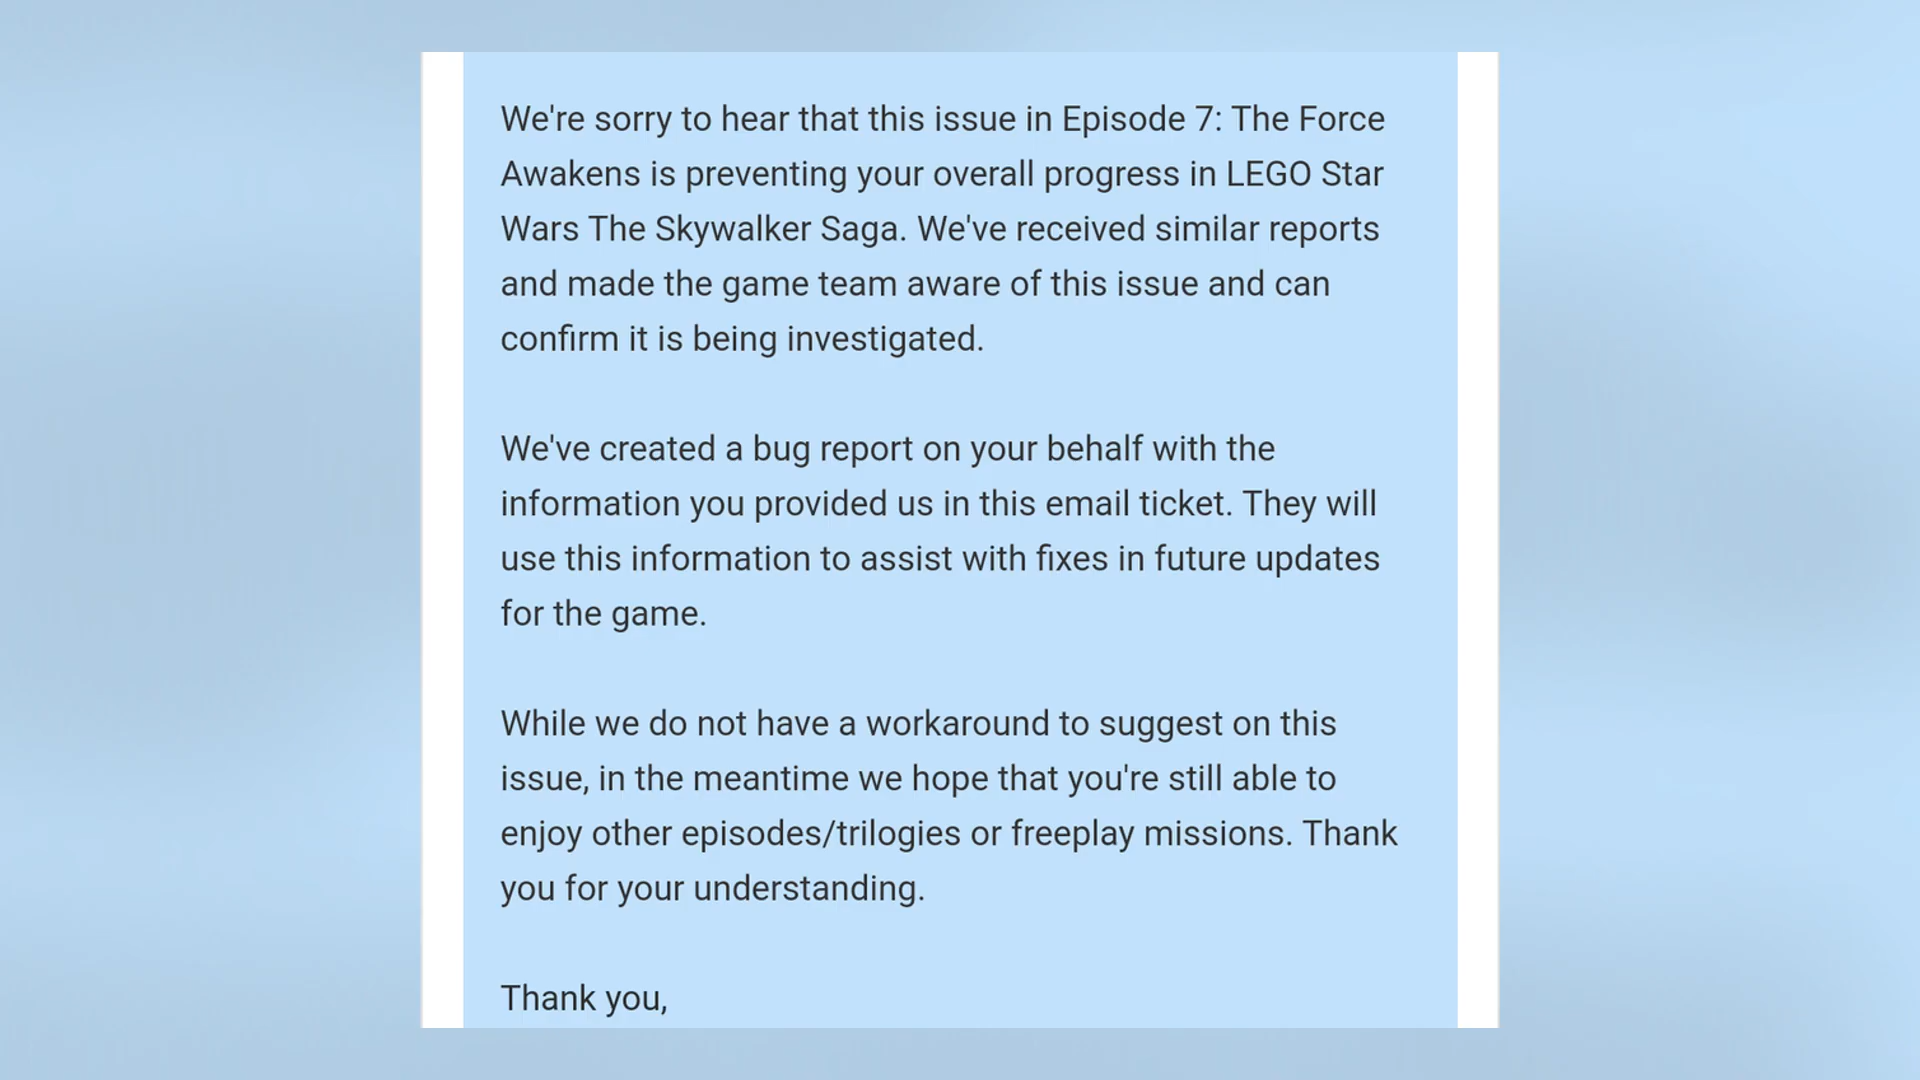 We're sorry to hear that this issue in Episode 7: The Force
Awakens is preventing your overall progress in LEGO Star
Wars The Skywalker Saga. We've received similar reports
and made the game team aware of this issue and can
confirm it is being investigated.
We've created a bug report on your behalf with the
information you provided us in this email ticket. They will
use this information to assist with fixes in future updates
for the game.
While we do not have a workaround to suggest on this
issue, in the meantime we hope that you're still able to
enjoy other episodes/trilogies or freeplay missions. Thank
you for your understanding.
Thank you,